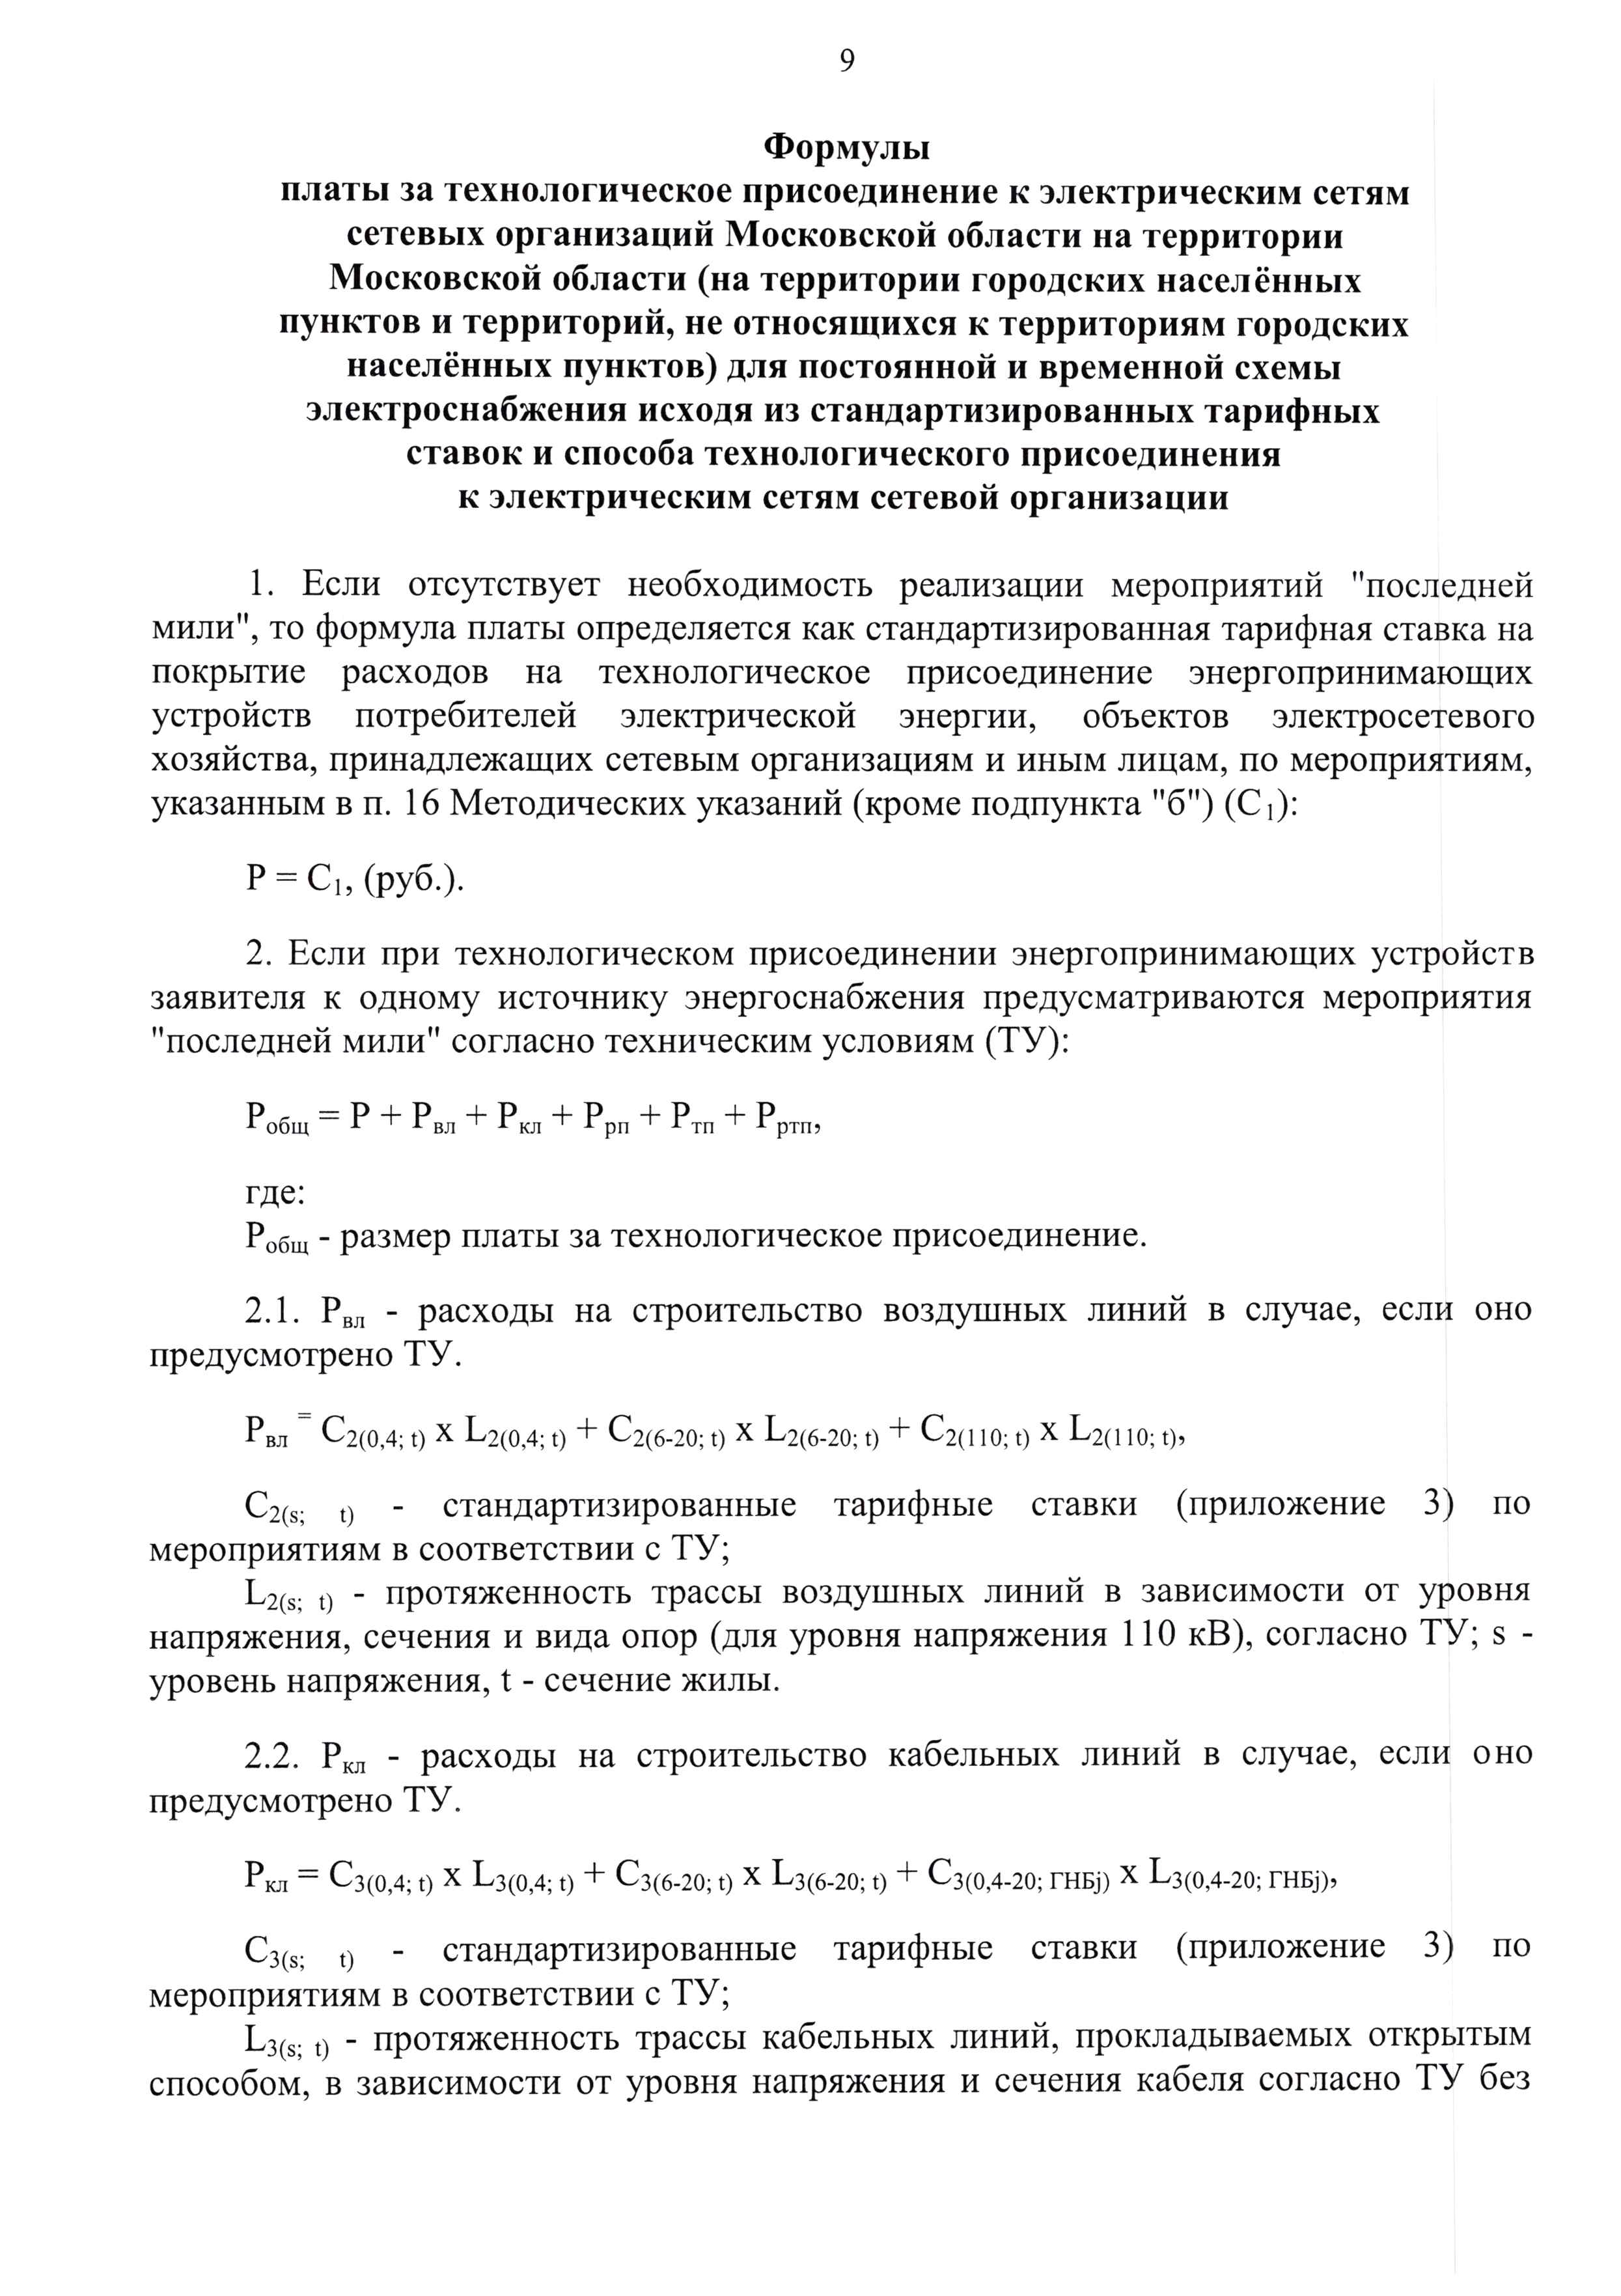 9
Формулы
платы за технологическое присоединение к электрическим сетям
сетевых организаций Московской области на территории
Московской области (на территории городских населённых
пунктов и территорий, не относящихся к территориям городских
населённых пунктов) для постоянной и временной схемы
электроснабжения исходя из стандартизированных тарифных
ставок и способа технологического присоединения
к электрическим сетям сетевой организации
1. Если отсутствует необходимость реализации мероприятий "последней
мили", то формула платы определяется как стандартизированная тарифная ставка на
покрытие расходов на технологическое присоединение энергопринимающих
устройств потребителей электрической энергии, объектов электросетевого
хозяйства, принадлежащих сетевым организациям и иным лицам, по мероприятиям,
указанным в п. 16 Методических указаний (кроме подпункта "б") (С1):
Р = С1, (руб.).
2. Если при технологическом присоединении энергопринимающих устройств
заявителя к одному источнику энергоснабжения предусматриваются мероприятия
"последней мили" согласно техническим условиям (ТУ):
Робщ = Р + Рвл + Ркл + Ррп + Ртп + Рртп,
где:
Робщ - размер платы за технологическое присоединение.
2.1. Рвл - расходы на строительство воздушных линий в случае, если оно
предусмотрено ТУ.
Рвл = С2(0,4; t) х L2(0,4; t) + С2(6-20; t) х L2(6-20; t) + С2(110; t) х L2(110; t),
С2(s; t) - стандартизированные тарифные ставки (приложение 3) по
мероприятиям в соответствии с ТУ;
L2(s; t) - протяженность трассы воздушных линий в зависимости от уровня
напряжения, сечения и вида опор (для уровня напряжения 110 кВ), согласно ТУ; s -
уровень напряжения, t - сечение жилы.
2.2. Ркл - расходы на строительство кабельных линий в случае, если оно
предусмотрено ТУ.
Ркл = С3(0,4; t) х L3(0,4; t) + С3(6-20; t) х L3(6-20; t) + С3(0,4-20; ГНБj) х L3(0,4-20; ГНБj),
С3(s; t) - стандартизированные тарифные ставки (приложение 3) по
мероприятиям в соответствии с ТУ;
L3(s; t) - протяженность трассы кабельных линий, прокладываемых открытым
способом, в зависимости от уровня напряжения и сечения кабеля согласно ТУ без